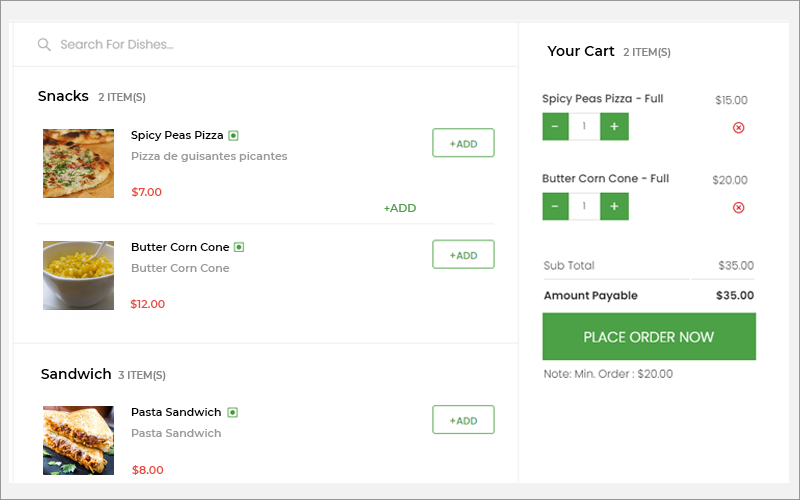 Search For Dishes...
Snacks 2 ITEM(S)
Spicy Peas Pizza
Pizza de guisantes picantes
+ADD
$7.00
+ADD
Butter Corn Cone
Butter Corn Cone
+ADD
$12.00
Sandwich 3 ITEM(S)
Pasta Sandwich
Pasta Sandwich
+ADD
$8.00
Your Cart 2 ITEM(S)
Spicy Peas Pizza - Full $15.00
- 1 +
Butter Corn Cone - Full $20.00
- 1 +
Sub Total $35.00
Amount Payable $35.00
PLACE ORDER NOW
Note: Min. Order : $20.00